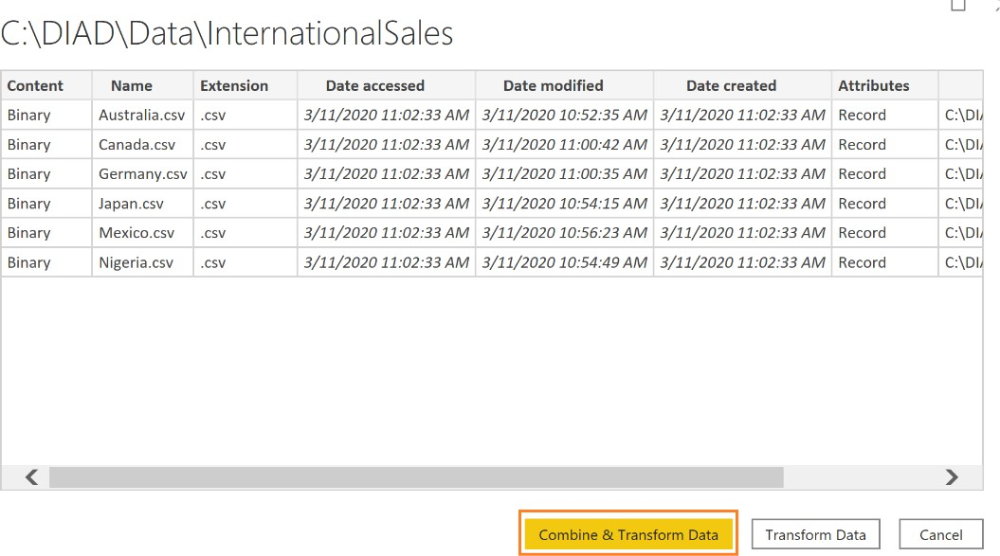 C:\DIAD\Data\InternationalSales
Content Name Extension Date accessed Date modified Date created Attributes
Binary Australia.csv .csv 3/11/2020 11:02:33 AM 3/11/2020 10:52:35 AM 3/11/2020 11:02:33 AM Record C:\DIA
Binary Canada.csv .csv 3/11/2020 11:02:33 AM 3/11/2020 11:00:42 AM 3/11/2020 11:02:33 AM Record C:\DIA
Binary Germany.csv .csv 3/11/2020 11:02:33 AM 3/11/2020 11:00:35 AM 3/11/2020 11:02:33 AM Record C:\DIA
Binary Japan.csv .csv 3/11/2020 11:02:33 AM 3/11/2020 10:54:15 AM 3/11/2020 11:02:33 AM Record C:\DIA
Binary Mexico.csv .csv 3/11/2020 11:02:33 AM 3/11/2020 10:56:23 AM 3/11/2020 11:02:33 AM Record C:\DIA
Binary Nigeria.csv .csv 3/11/2020 11:02:33 AM 3/11/2020 10:54:49 AM 3/11/2020 11:02:33 AM Record C:\DIA
Combine & Transform Data Transform Data Cancel